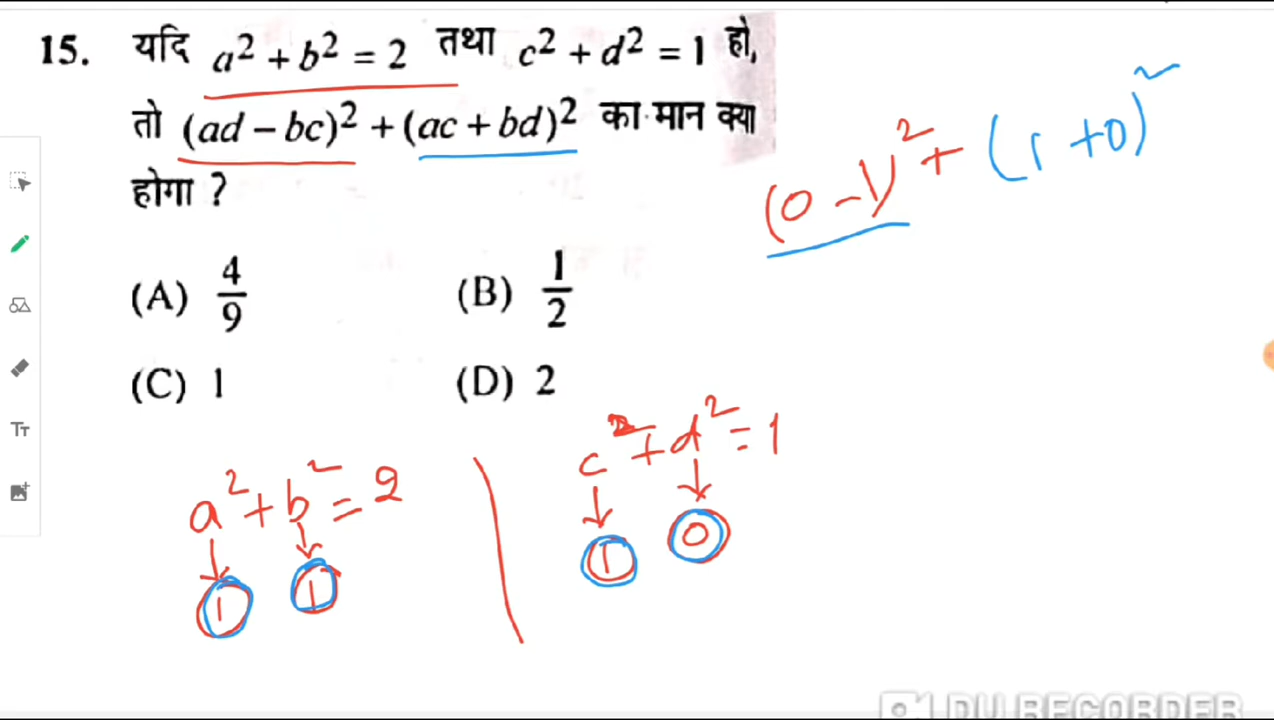 15. यदि a² + b² = 2 तथा c² + d² = 1 हो,
तो (ad – bc)² + (ac + bd)² का मान क्या
होगा ?
(A) 4/9 (B) 1/2
(C) 1 (D) 2
(0 – 1)² + (1 + 0)²
a² + b² = 2
1 1
c² + d² = 1
1 0
TT
DU RECORDER